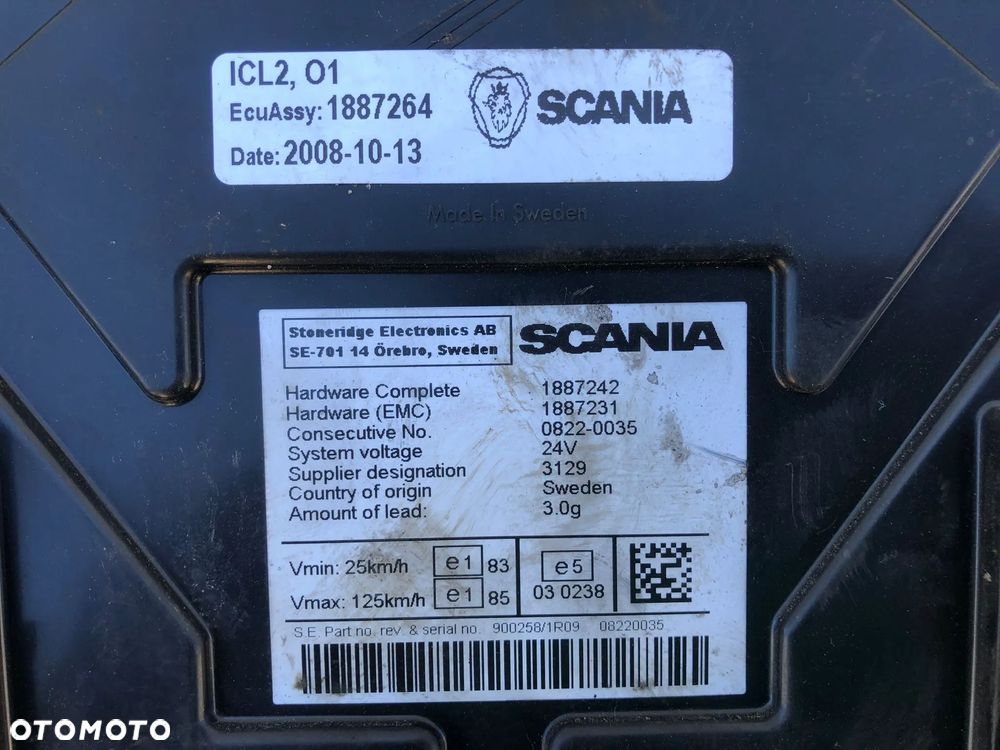 ICL2, O1
EcuAssy: 1887264
SCANIA
Date: 2008-10-13
Made In Sweden
Stoneridge Electronics AB
SE-701 14 Örebro, Sweden
SCANIA
Hardware Complete 1887242
Hardware (EMC) 1887231
Consecutive No. 0822-0035
System voltage 24V
Supplier designation 3129
Country of origin Sweden
Amount of lead: 3.0g
Vmin: 25km/h e1 83
Vmax: 125km/h e1 85
e5
03 0238
S.E. Part no. rev. & serial no. 900258/1R09 08220035
OTOMOTO